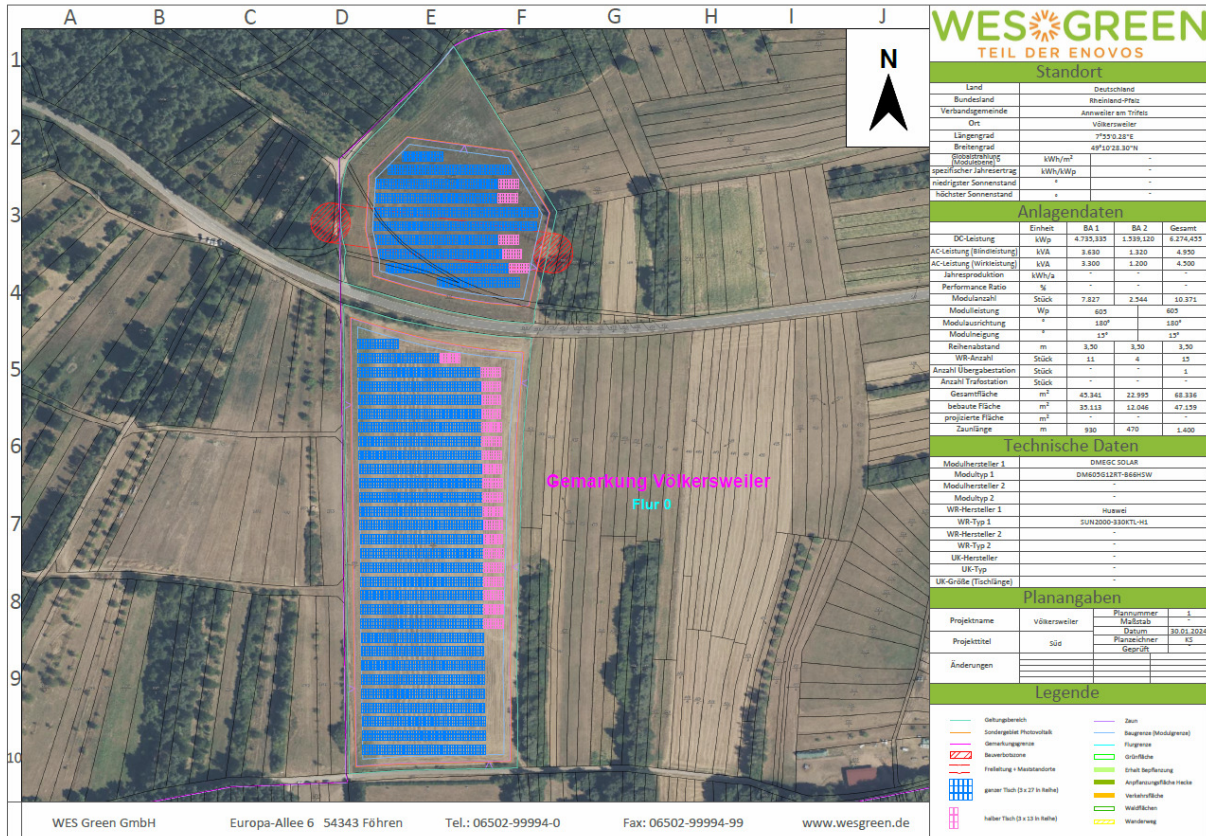 A B C D E F G H I J
1
2
3
4
5
6
7
8
9
10
N
Gemarkung Völkersweiler
Flur 0
WES Green GmbH Europa-Allee 6 54343 Föhren Tel.: 06502-99994-0 Fax: 06502-99994-99 www.wesgreen.de
WES GREEN
TEIL DER ENOVOS
Standort
Land Deutschland
Bundesland Rheinland-Pfalz
Verbandsgemeinde Annweiler am Trifels
Ort Völkersweiler
Längengrad 7°55'0.28"E
Breitengrad 49°10'28.30"N
Globalstrahlung (Modulebene) kWh/m² -
spezifischer Jahresertrag kWh/kWp -
niedrigster Sonnenstand ° -
höchster Sonnenstand ° -
Anlagendaten
Einheit BA 1 BA 2 Gesamt
DC-Leistung kWp 4.735,335 1.539,120 6.274,455
AC-Leistung (Blindleistung) kVA 3.630 1.320 4.950
AC-Leistung (Wirkleistung) kVA 3.300 1.200 4.500
Jahresproduktion kWh/a - - -
Performance Ratio % - - -
Modulanzahl Stück 7.827 2.544 10.371
Modulleistung Wp 605 605
Modulausrichtung ° 180° 180°
Modulneigung ° 15° 15°
Reihenabstand m 3,50 3,50 3,50
WR-Anzahl Stück 11 4 15
Anzahl Übergabestation Stück - - 1
Anzahl Trafostation Stück - - -
Gesamtfläche m² 45.341 22.995 68.336
bebaute Fläche m² 35.113 12.046 47.159
projizierte Fläche m² - - -
Zaunlänge m 930 470 1.400
Technische Daten
Modulhersteller 1 DMEGC SOLAR
Modultyp 1 DM605G12RT-B66HSW
Modulhersteller 2 -
Modultyp 2 -
WR-Hersteller 1 Huawei
WR-Typ 1 SUN2000-330KTL-H1
WR-Hersteller 2 -
WR-Typ 2 -
UK-Hersteller -
UK-Typ -
UK-Größe (Tischlänge) -
Planangaben
Projektname Völkersweiler
Plannummer 1
Maßstab -
Datum 30.01.2024
Projekttitel Süd
Planzeichner KS
Geprüft -
Änderungen
Legende
Geltungsbereich
Sondergebiet Photovoltaik
Gemarkungsgrenze
Bauverbotszone
Freileitung + Maststandorte
ganzer Tisch (3 x 27 in Reihe)
halber Tisch (3 x 13 in Reihe)
Zaun
Baugrenze (Modulgrenze)
Flurgrenze
Grünfläche
Erhalt Bepflanzung
Anpflanzungsfläche Hecke
Verkehrsfläche
Waldflächen
Wanderweg